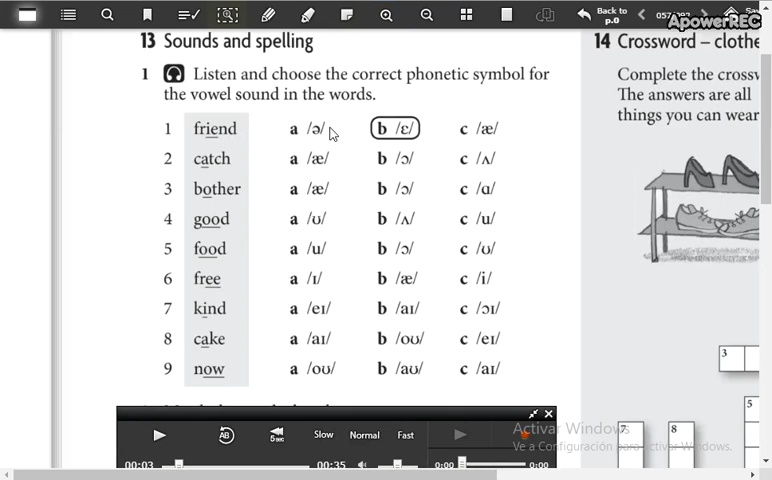 Back to
p.0
ApowerREC
13 Sounds and spelling
1 Listen and choose the correct phonetic symbol for
the vowel sound in the words.
1 friend a /ə/ b /ɛ/ c /æ/
2 catch a /æ/ b /ɔ/ c /ʌ/
3 bother a /æ/ b /ɔ/ c /ɑ/
4 good a /ʊ/ b /ʌ/ c /u/
5 food a /u/ b /ɔ/ c /ʊ/
6 free a /ɪ/ b /æ/ c /i/
7 kind a /eɪ/ b /aɪ/ c /ɔɪ/
8 cake a /aɪ/ b /oʊ/ c /eɪ/
9 now a /oʊ/ b /aʊ/ c /aɪ/
14 Crossword – clothe
Complete the crossw
The answers are all
things you can wear
3
5
7
8
AB
5 sec
Slow Normal Fast
00:03 00:35 0:00 0:00
Activar Windows
Ve a Configuración para activar Windows.